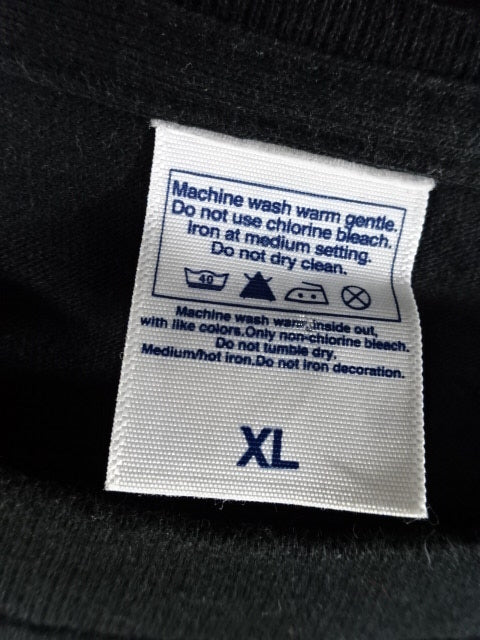 Machine wash warm gentle.
Do not use chlorine bleach.
Iron at medium setting.
Do not dry clean.
40
Machine wash warm inside out,
with like colors.Only non-chlorine bleach.
Do not tumble dry.
Medium/hot iron.Do not iron decoration.
XL